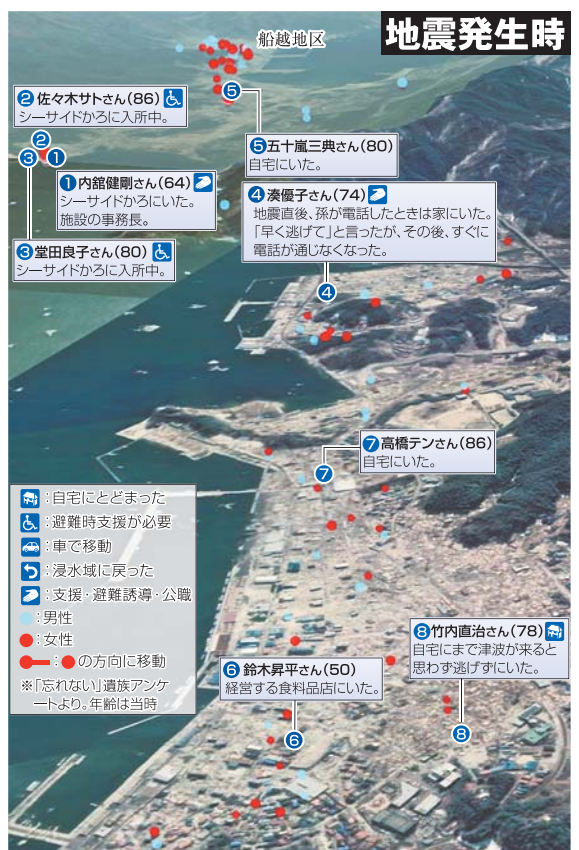 地震発生時
船越地区
❷佐々木サトさん(86)
シーサイドかろに入所中。
❺
❺五十嵐三典さん(80)
自宅にいた。
❷
❸ ❶
❶内舘健剛さん(64)
シーサイドかろにいた。
施設の事務長。
❹湊優子さん(74)
地震直後、孫が電話したときは家にいた。
「早く逃げて」と言ったが、その後、すぐに
電話が通じなくなった。
❸堂田良子さん(80)
シーサイドかろに入所中。
❹
❼高橋テンさん(86)
自宅にいた。
❼
:自宅にとどまった
:避難時支援が必要
:車で移動
:浸水域に戻った
:支援・避難誘導・公職
:男性
:女性
:の方向に移動
※「忘れない」遺族アンケ
ートより。年齢は当時
❽竹内直治さん(78)
自宅にまで津波が来ると
思わず逃げずにいた。
❻鈴木昇平さん(50)
経営する食料品店にいた。
❻
❽